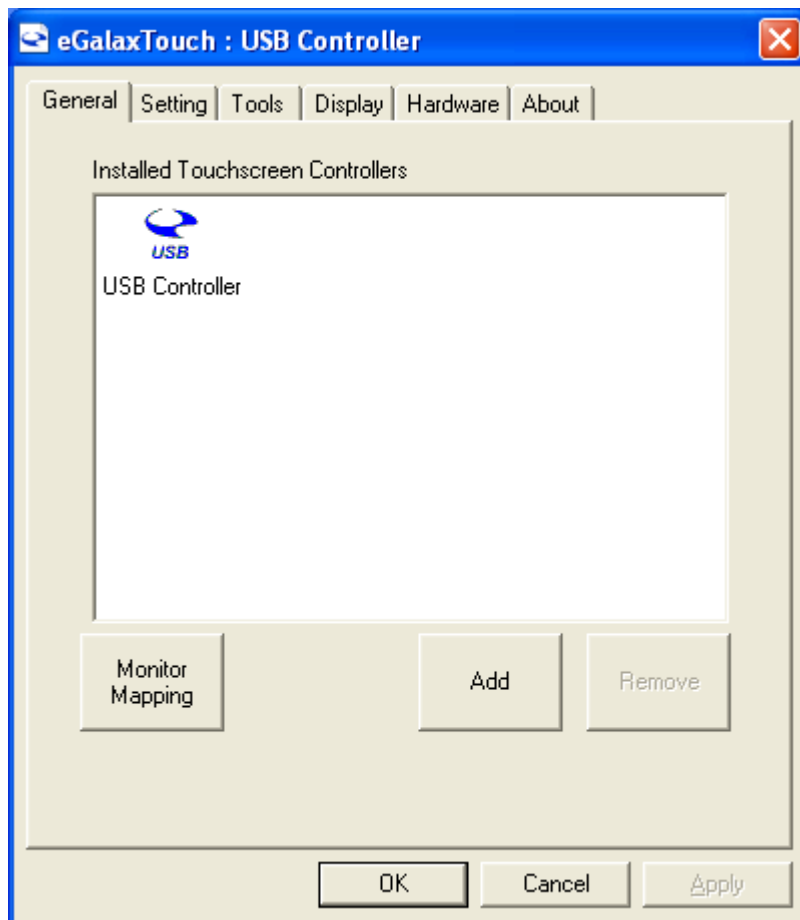 eGalaxTouch : USB Controller
General Setting Tools Display Hardware About
Installed Touchscreen Controllers
USB
USB Controller
Monitor
Mapping
Add
Remove
OK
Cancel
Apply